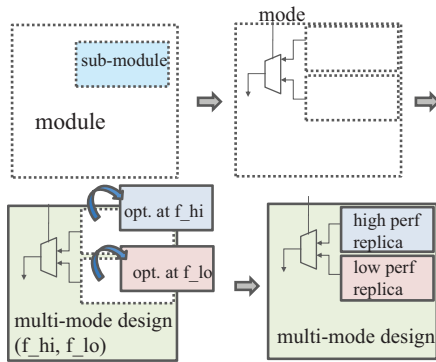 mode
sub-module
module
opt. at f_hi
opt. at f_lo
multi-mode design
(f_hi, f_lo)
high perf
replica
low perf
replica
multi-mode design